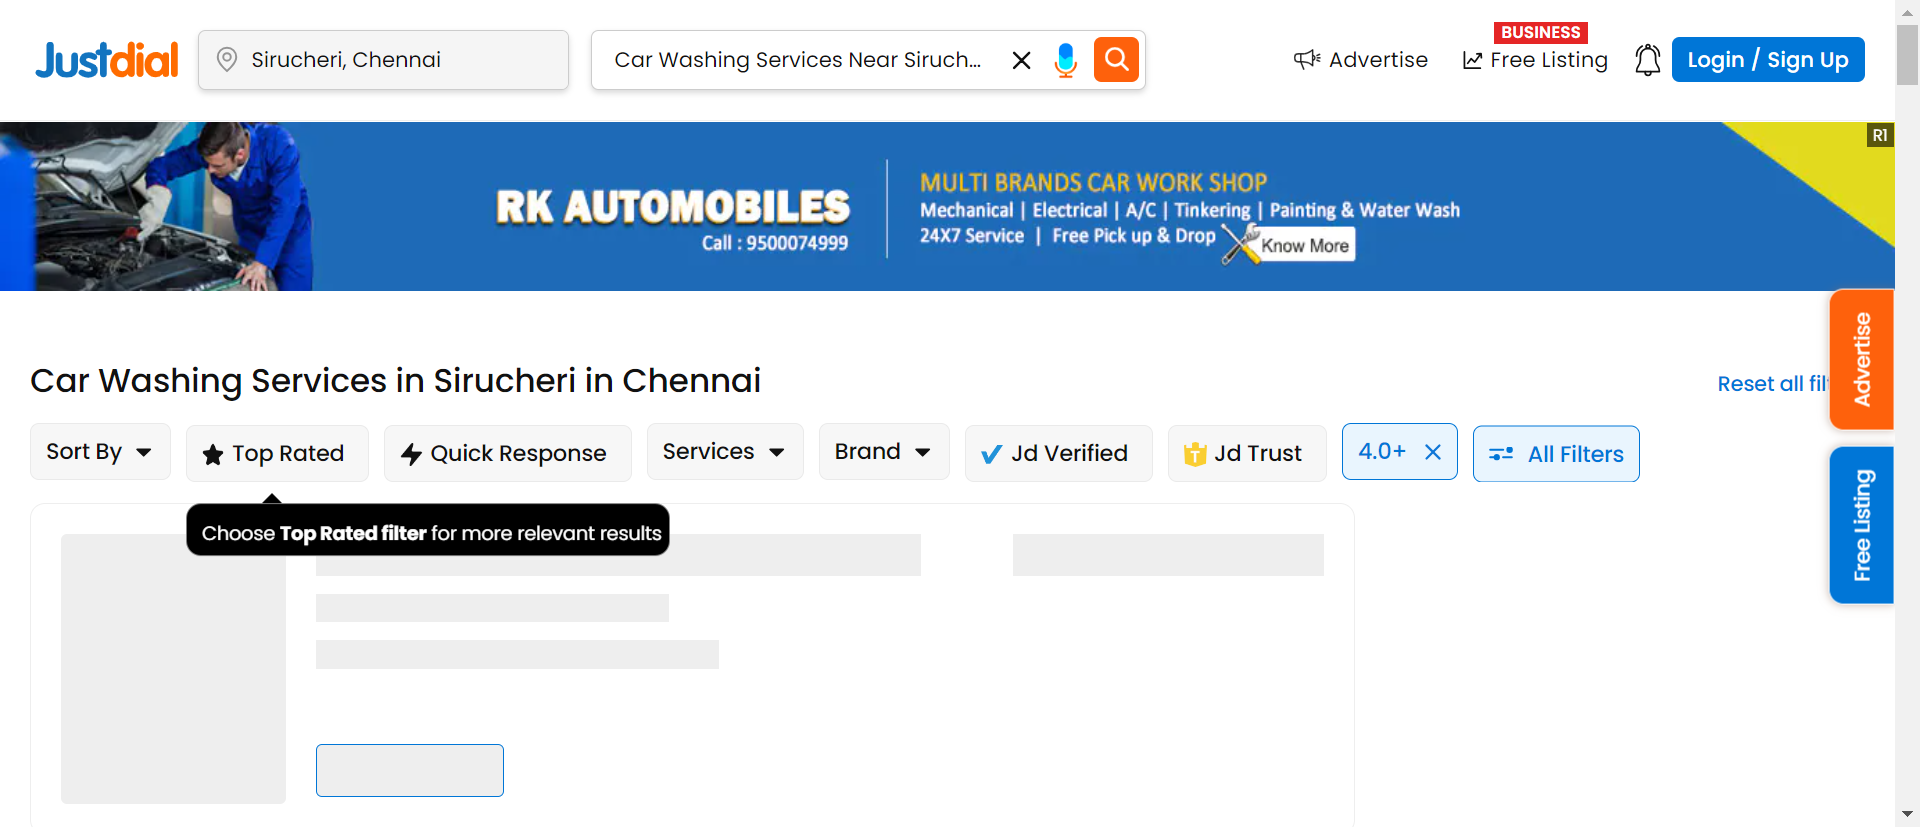 Justdial
Sirucheri, Chennai
Car Washing Services Near Siruch...
Advertise
BUSINESS
Free Listing
Login / Sign Up
R1
RK AUTOMOBILES
Call : 9500074999
MULTI BRANDS CAR WORK SHOP
Mechanical | Electrical | A/C | Tinkering | Painting & Water Wash
24X7 Service | Free Pick up & Drop
Know More
Car Washing Services in Sirucheri in Chennai
Reset all fil
Sort By
Top Rated
Quick Response
Services
Brand
Jd Verified
T
Jd Trust
4.0+
All Filters
Choose Top Rated filter for more relevant results
Advertise
Free Listing